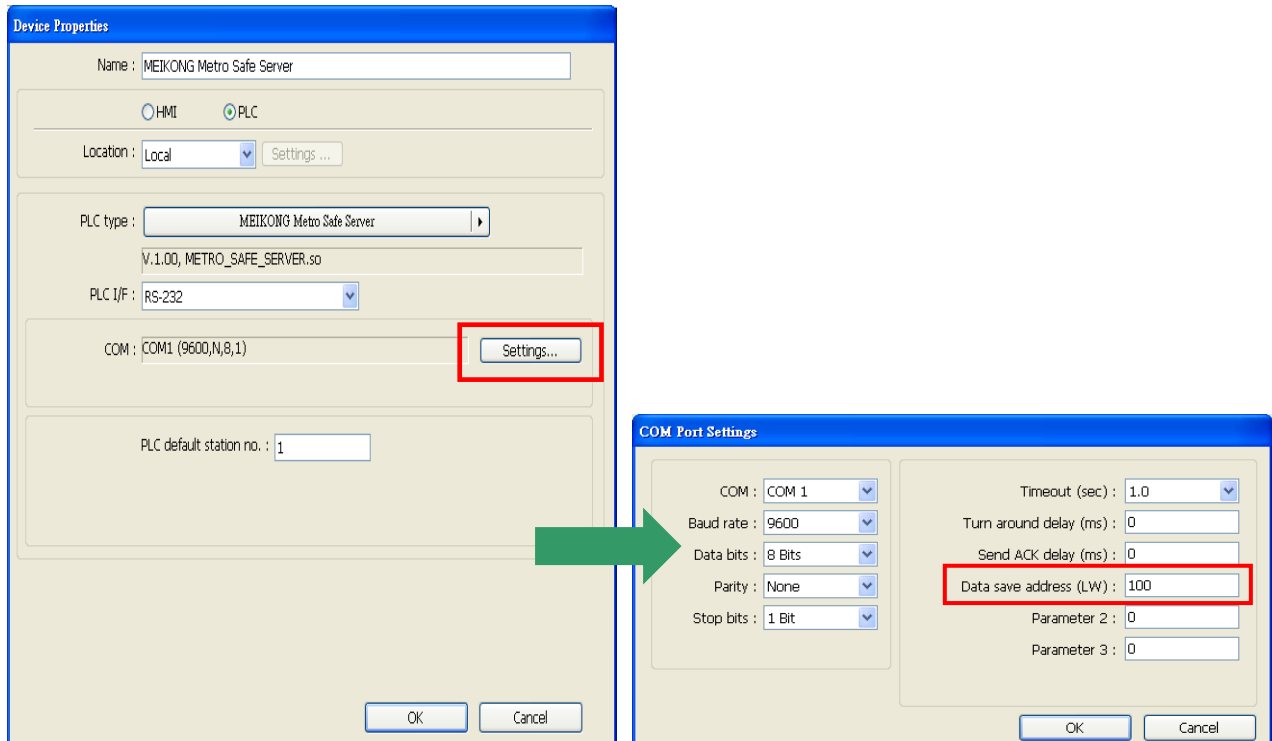 Device Properties
Name : MEIKONG Metro Safe Server
HMI PLC
Location : Local Settings ...
PLC type : MEIKONG Metro Safe Server
V.1.00, METRO_SAFE_SERVER.so
PLC I/F : RS-232
COM : COM1 (9600,N,8,1) Settings...
PLC default station no. : 1
OK Cancel
COM Port Settings
COM : COM 1
Baud rate : 9600
Data bits : 8 Bits
Parity : None
Stop bits : 1 Bit
Timeout (sec) : 1.0
Turn around delay (ms) : 0
Send ACK delay (ms) : 0
Data save address (LW) : 100
Parameter 2 : 0
Parameter 3 : 0
OK Cancel